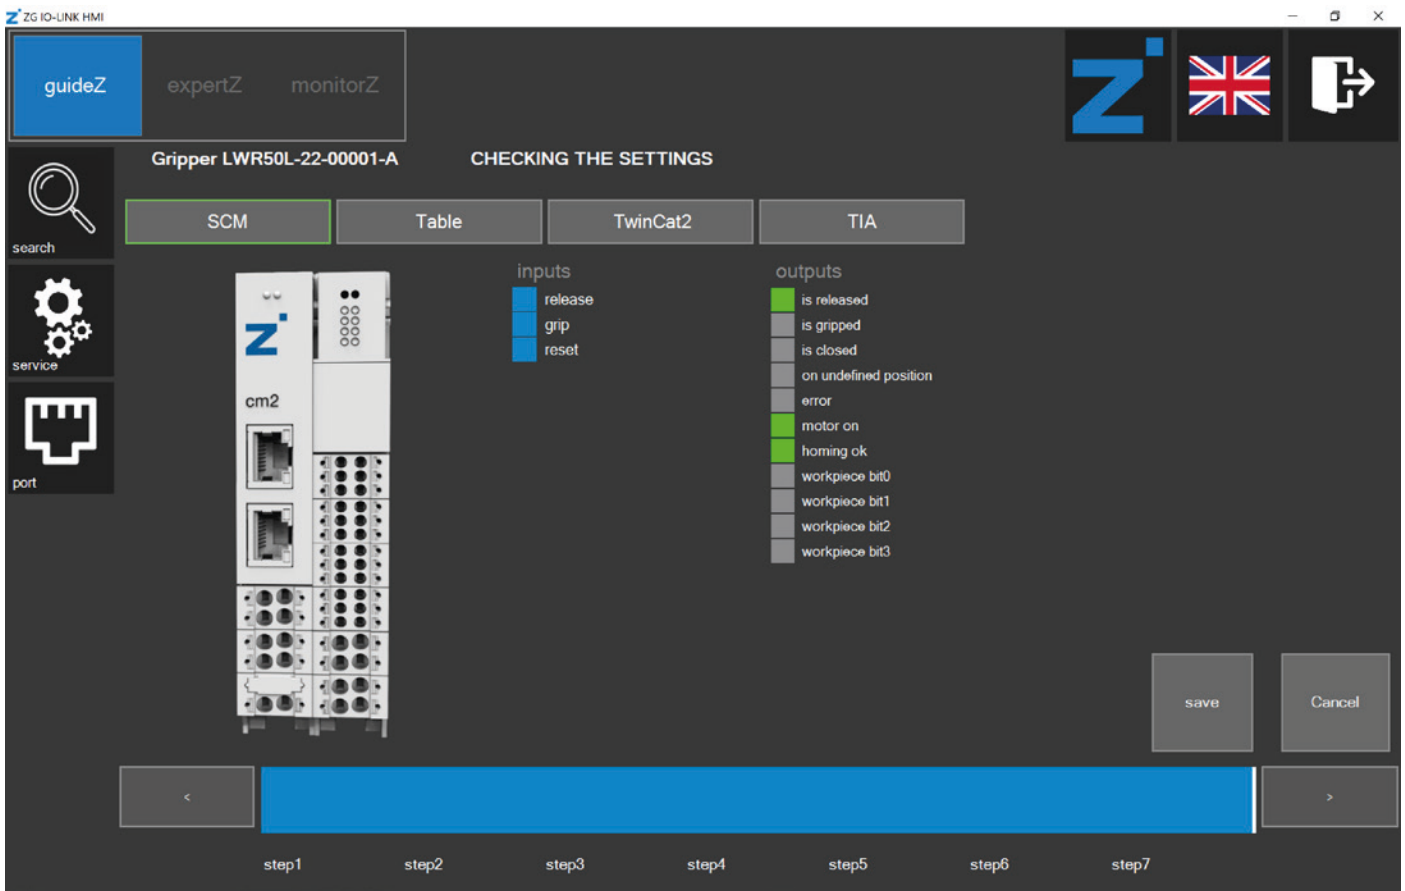 ZG IO-LINK HMI
guideZ
expertZ
monitorZ
Gripper LWR50L-22-00001-A
CHECKING THE SETTINGS
search
service
port
SCM
Table
TwinCat2
TIA
Z
cm2
inputs
release
grip
reset
outputs
is released
is gripped
is closed
on undefined position
error
motor on
homing ok
workpiece bit0
workpiece bit1
workpiece bit2
workpiece bit3
save
Cancel
<
>
step1
step2
step3
step4
step5
step6
step7